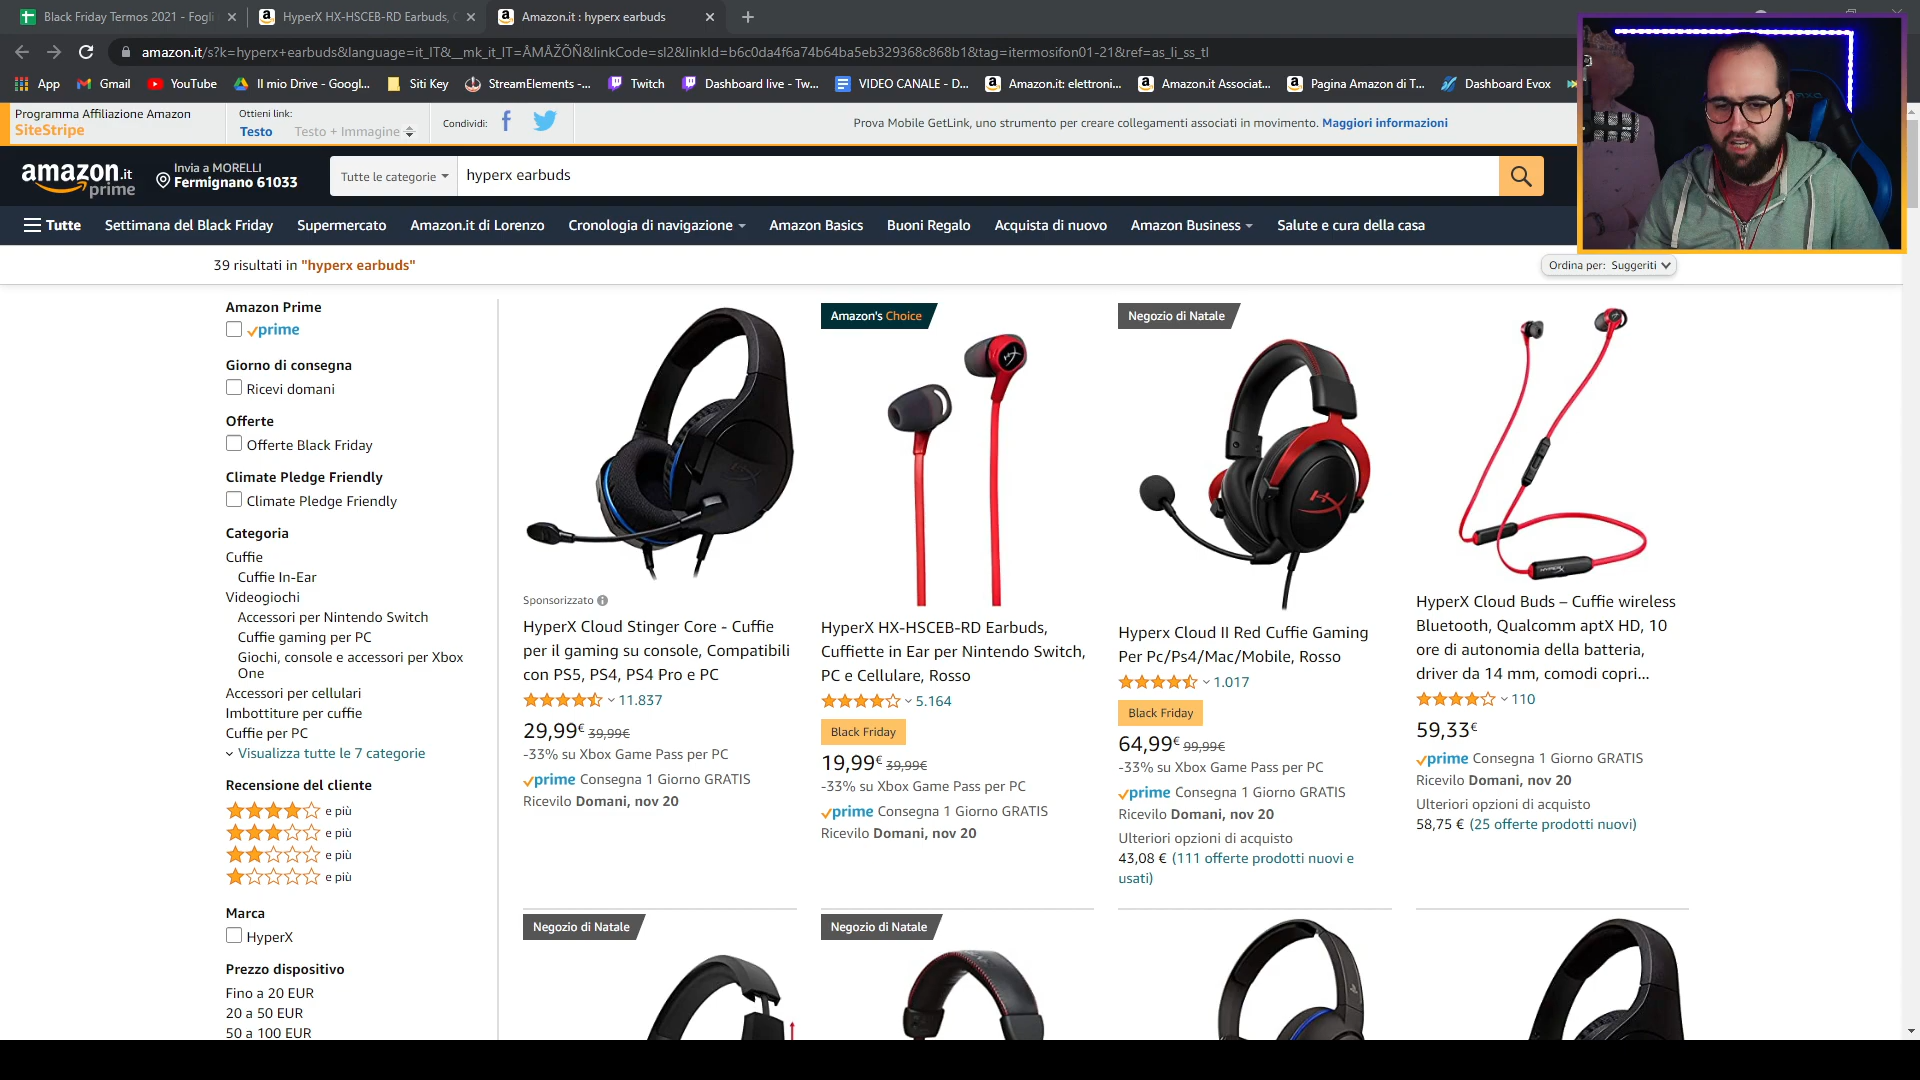 Black Friday Termos 2021 - Fogli
HyperX HX-HSCEB-RD Earbuds, C
Amazon.it : hyperx earbuds
amazon.it/s?k=hyperx+earbuds&language=it_IT&__mk_it_IT=ÅMÅŽÕÑ&linkCode=sl2&linkId=b6c0da4f6a74b64ba5eb329368c868b1&tag=itermosifon01-21&ref=as_li_ss_tl
App
Gmail
YouTube
Il mio Drive - Googl...
Siti Key
StreamElements -...
Twitch
Dashboard live - Tw...
VIDEO CANALE - D...
Amazon.it: elettroni...
Amazon.it Associat...
Pagina Amazon di T...
Dashboard Evox
Programma Affiliazione Amazon
SiteStripe
Ottieni link:
Testo
Testo + Immagine
Condividi:
Prova Mobile GetLink, uno strumento per creare collegamenti associati in movimento. Maggiori informazioni
amazon.it
prime
Invia a MORELLI
Fermignano 61033
Tutte le categorie
hyperx earbuds
Tutte
Settimana del Black Friday
Supermercato
Amazon.it di Lorenzo
Cronologia di navigazione
Amazon Basics
Buoni Regalo
Acquista di nuovo
Amazon Business
Salute e cura della casa
39 risultati in "hyperx earbuds"
Ordina per: Suggeriti
Amazon Prime
prime
Giorno di consegna
Ricevi domani
Offerte
Offerte Black Friday
Climate Pledge Friendly
Climate Pledge Friendly
Categoria
Cuffie
Cuffie In-Ear
Videogiochi
Accessori per Nintendo Switch
Cuffie gaming per PC
Giochi, console e accessori per Xbox
One
Accessori per cellulari
Imbottiture per cuffie
Cuffie per PC
Visualizza tutte le 7 categorie
Recensione del cliente
e più
e più
e più
e più
Marca
HyperX
Prezzo dispositivo
Fino a 20 EUR
20 a 50 EUR
50 a 100 EUR
Sponsorizzato
HyperX Cloud Stinger Core - Cuffie
per il gaming su console, Compatibili
con PS5, PS4, PS4 Pro e PC
11.837
29,99€ 39,99€
-33% su Xbox Game Pass per PC
prime Consegna 1 Giorno GRATIS
Ricevilo Domani, nov 20
Amazon's Choice
HyperX HX-HSCEB-RD Earbuds,
Cuffiette in Ear per Nintendo Switch,
PC e Cellulare, Rosso
5.164
Black Friday
19,99€ 39,99€
-33% su Xbox Game Pass per PC
prime Consegna 1 Giorno GRATIS
Ricevilo Domani, nov 20
Negozio di Natale
Hyperx Cloud II Red Cuffie Gaming
Per Pc/Ps4/Mac/Mobile, Rosso
1.017
Black Friday
64,99€ 99,99€
-33% su Xbox Game Pass per PC
prime Consegna 1 Giorno GRATIS
Ricevilo Domani, nov 20
Ulteriori opzioni di acquisto
43,08 € (111 offerte prodotti nuovi e
usati)
HYPERX
HyperX Cloud Buds – Cuffie wireless
Bluetooth, Qualcomm aptX HD, 10
ore di autonomia della batteria,
driver da 14 mm, comodi copri...
110
59,33€
prime Consegna 1 Giorno GRATIS
Ricevilo Domani, nov 20
Ulteriori opzioni di acquisto
58,75 € (25 offerte prodotti nuovi)
Negozio di Natale
Negozio di Natale